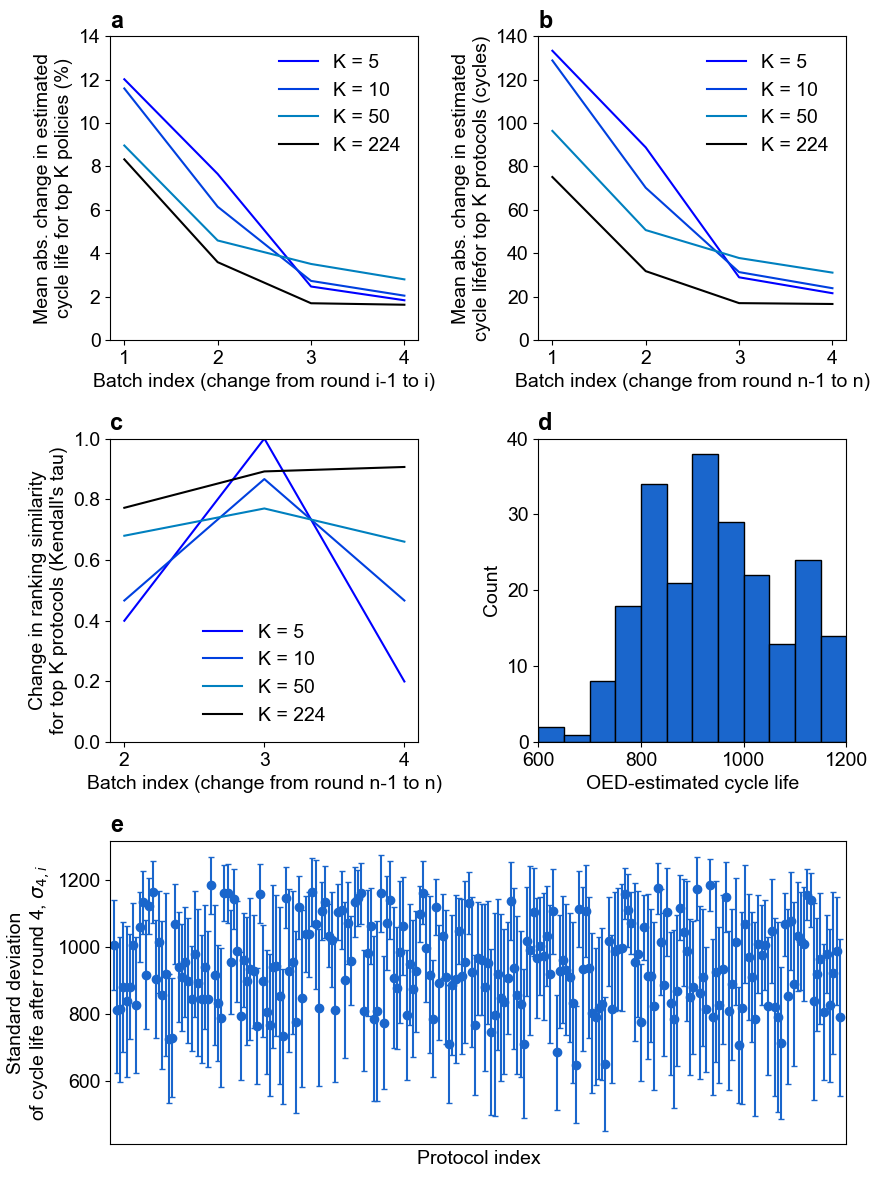 a
14
12
10
8
6
4
2
0
Mean abs. change in estimated
cycle life for top K policies (%)
K = 5
K = 10
K = 50
K = 224
1 2 3 4
Batch index (change from round i-1 to i)
b
140
120
100
80
60
40
20
0
Mean abs. change in estimated
cycle lifefor top K protocols (cycles)
K = 5
K = 10
K = 50
K = 224
1 2 3 4
Batch index (change from round n-1 to n)
c
1.0
0.8
0.6
0.4
0.2
0.0
Change in ranking similarity
for top K protocols (Kendall's tau)
K = 5
K = 10
K = 50
K = 224
2 3 4
Batch index (change from round n-1 to n)
d
40
30
20
10
0
Count
600 800 1000 1200
OED-estimated cycle life
e
1200
1000
800
600
Standard deviation
of cycle life after round 4, σ4, i
Protocol index